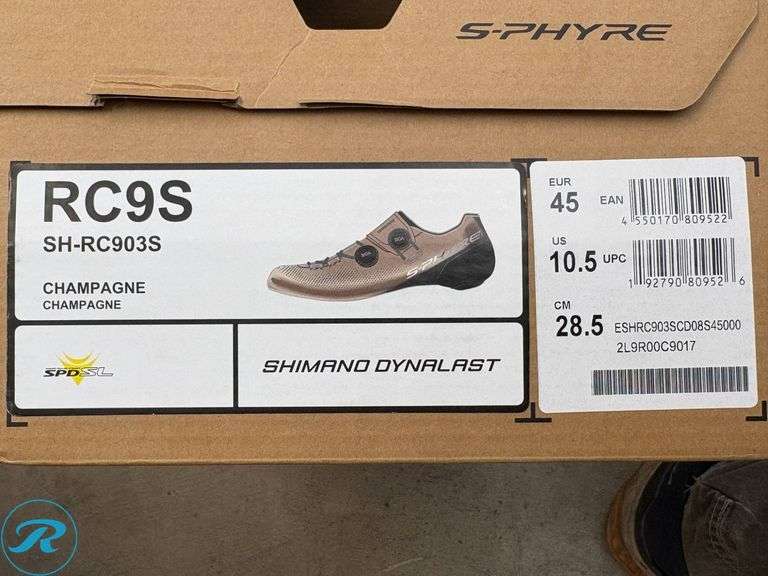 S-PHYRE
RC9S
SH-RC903S
CHAMPAGNE
CHAMPAGNE
S-PHYRE
SPD-SL
SHIMANO DYNALAST
EUR
45
EAN
4 550170 809522
US
10.5
UPC
1 92790 80952 6
CM
28.5
ESHRC903SCD08S45000
2L9R00C9017
R